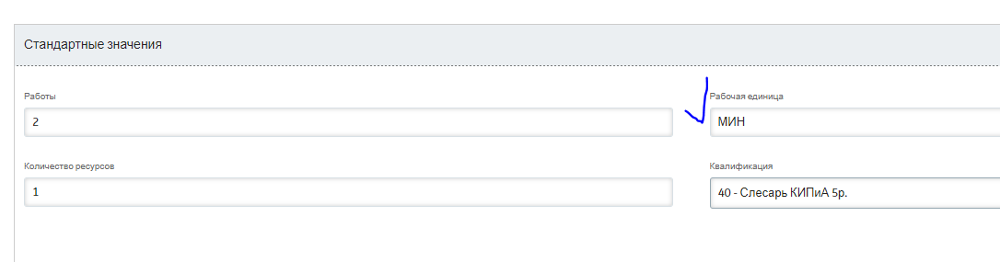 Стандартные значения
Работы
Рабочая единица
2
МИН
Количество ресурсов
Квалификация
1
40 - Слесарь КИПиА 5р.